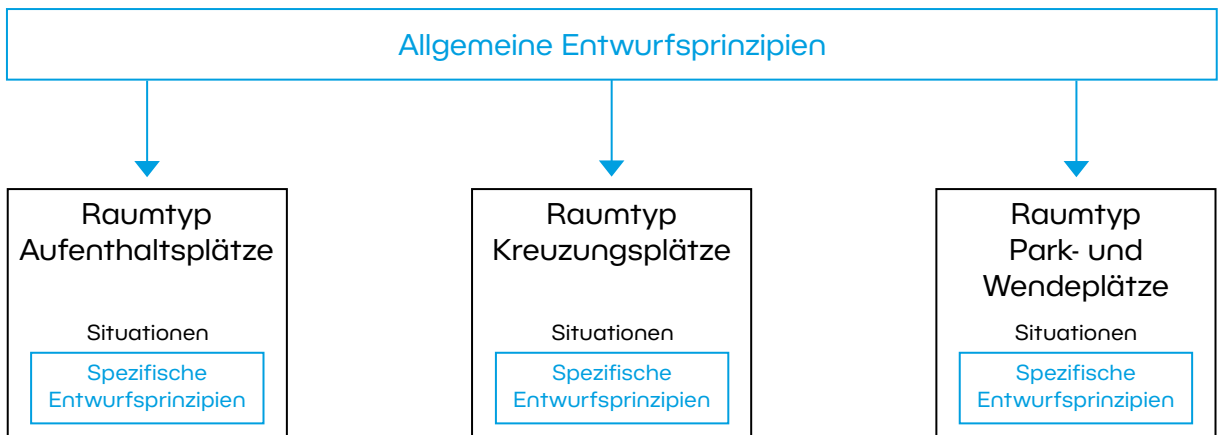 Allgemeine Entwurfsprinzipien
Raumtyp
Aufenthaltsplätze
Situationen
Spezifische
Entwurfsprinzipien
Raumtyp
Kreuzungsplätze
Situationen
Spezifische
Entwurfsprinzipien
Raumtyp
Park- und
Wendeplätze
Situationen
Spezifische
Entwurfsprinzipien